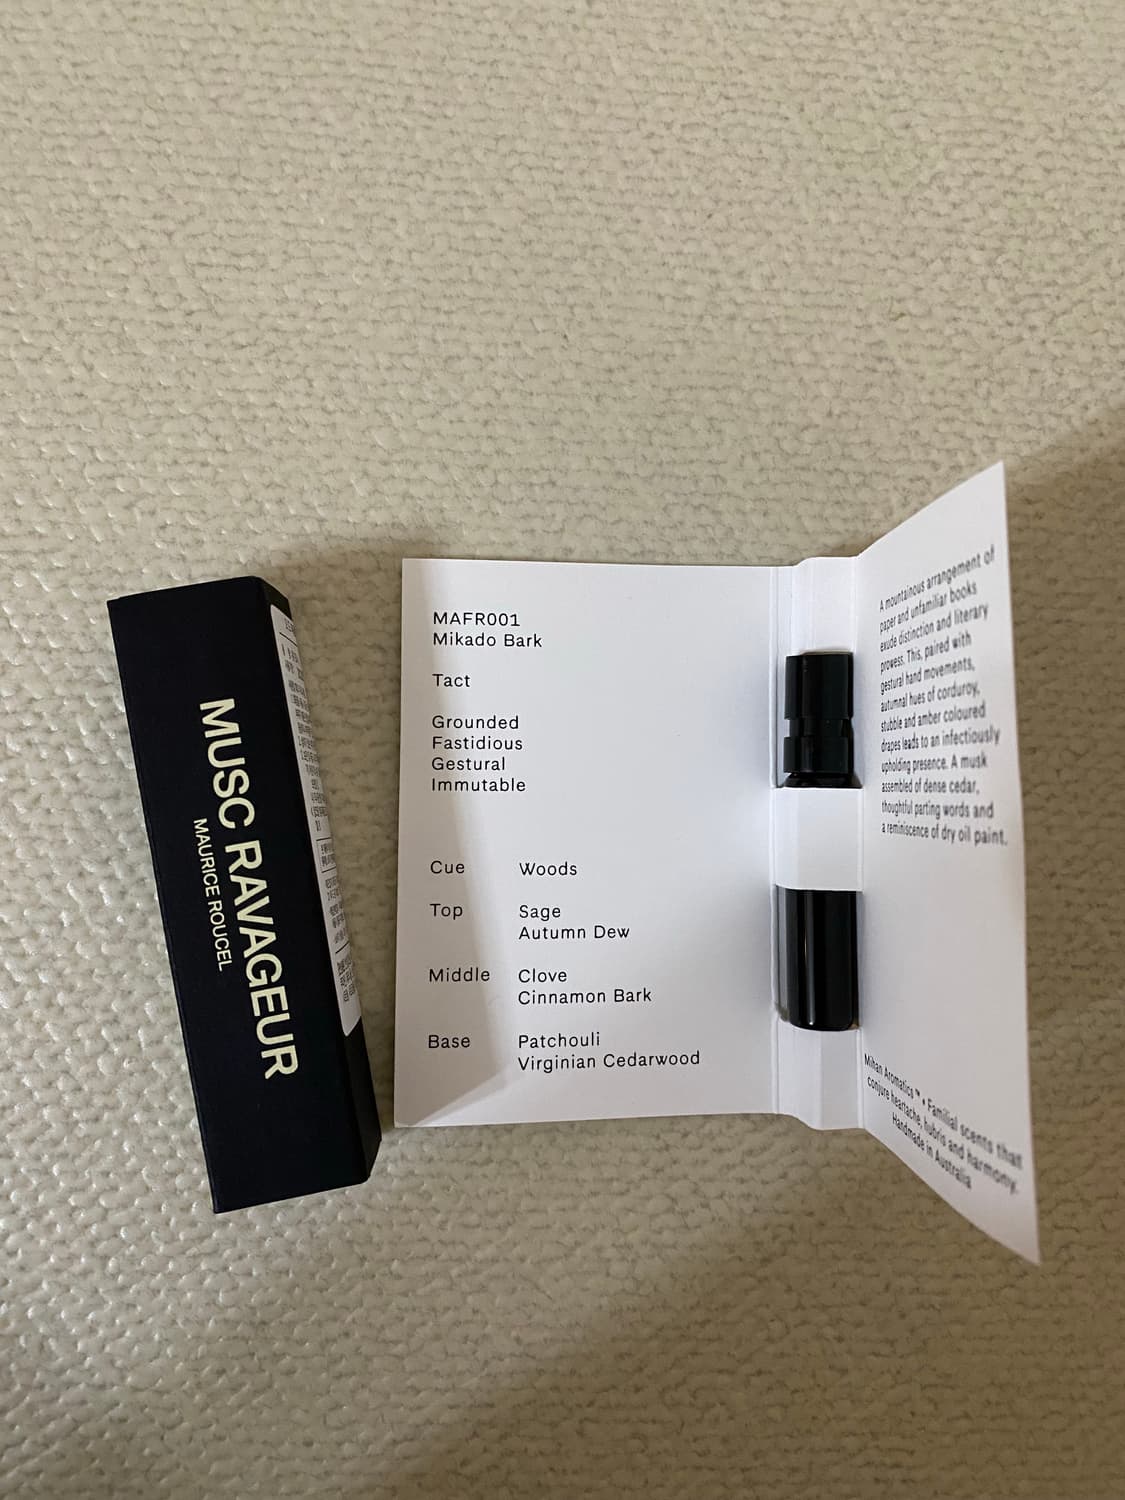 MUSC RAVAGEUR
MAURICE ROUCEL
MAFR001
Mikado Bark
Tact
Grounded
Fastidious
Gestural
Immutable
Cue Woods
Top Sage
Autumn Dew
Middle Clove
Cinnamon Bark
Base Patchouli
Virginian Cedarwood
A mountainous arrangement of
paper and unfamiliar books
exude distinction and literary
prowess. This, paired with
gestural hand movements,
autumnal hues of corduroy,
stubble and amber coloured
drapes leads to an infectiously
upholding presence. A musk
assembled of dense cedar,
thoughtful parting words and
a reminiscence of dry oil paint.
Mihan Aromatics™ • Familial scents that
conjure heartache, hubris and harmony.
Handmade in Australia